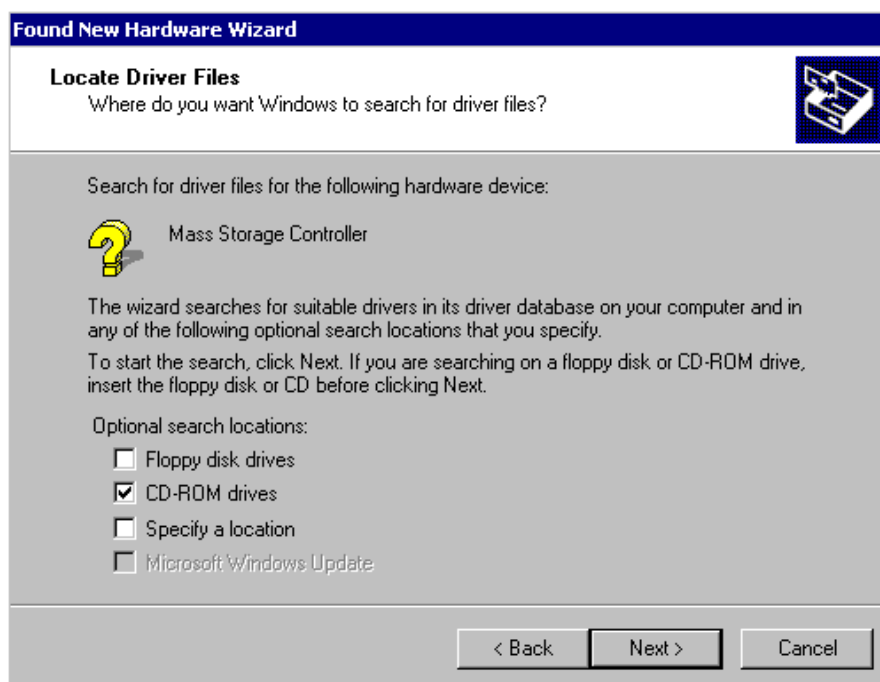 Found New Hardware Wizard
Locate Driver Files
Where do you want Windows to search for driver files?
Search for driver files for the following hardware device:
Mass Storage Controller
The wizard searches for suitable drivers in its driver database on your computer and in
any of the following optional search locations that you specify.
To start the search, click Next. If you are searching on a floppy disk or CD-ROM drive,
insert the floppy disk or CD before clicking Next.
Optional search locations:
Floppy disk drives
CD-ROM drives
Specify a location
Microsoft Windows Update
< Back Next > Cancel